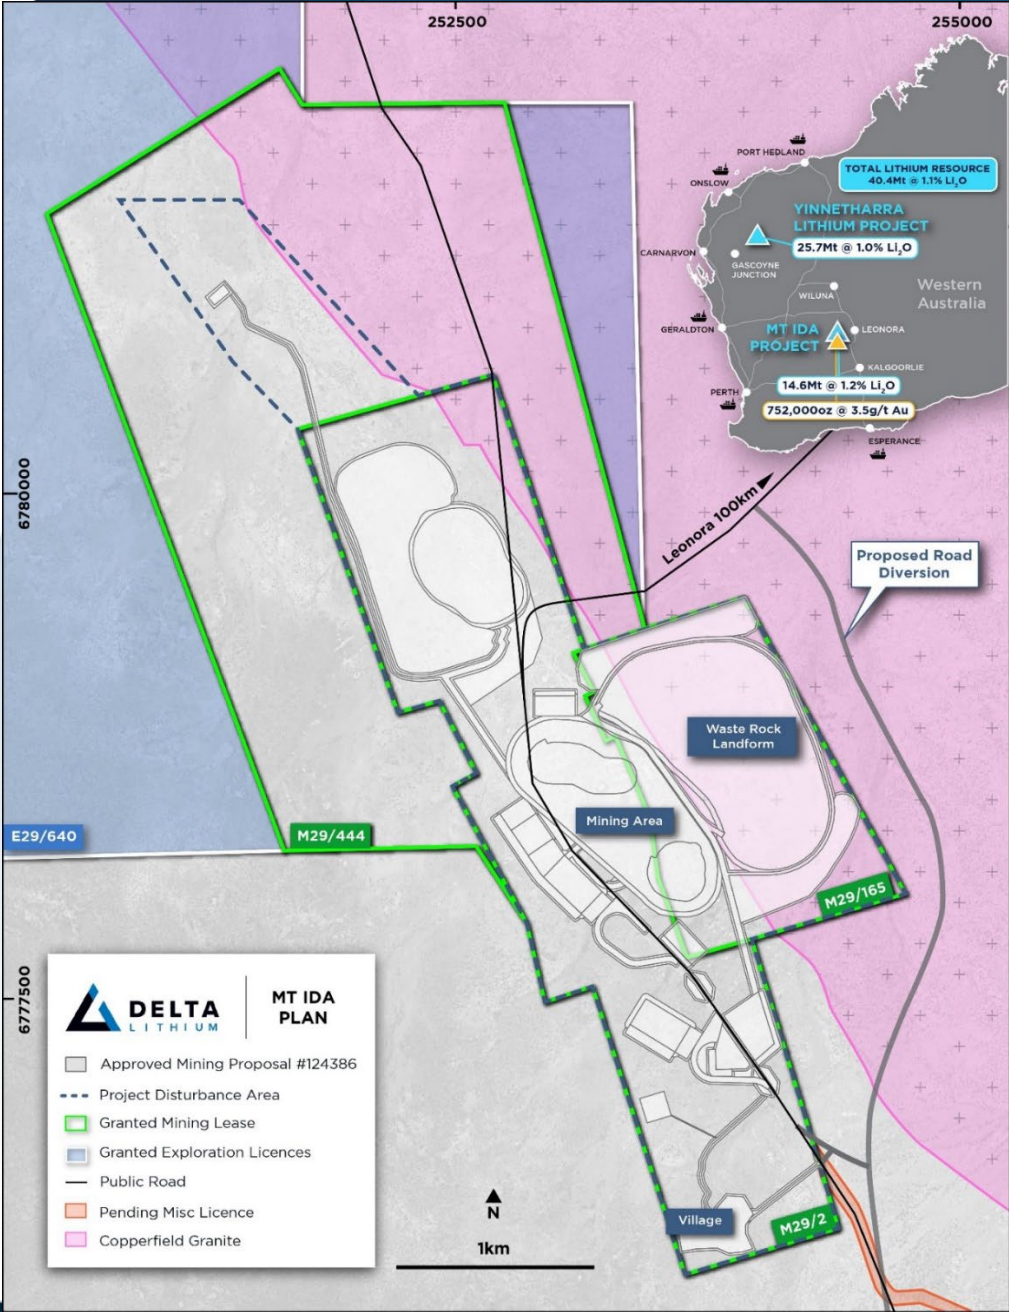 252500
255000
PORT HEDLAND
ONSLOW
TOTAL LITHIUM RESOURCE
40.4Mt @ 1.1% Li₂O
YINNETHARRA
LITHIUM PROJECT
25.7Mt @ 1.0% Li₂O
CARNARVON
GASCOYNE
JUNCTION
WILUNA
Western
Australia
GERALDTON
MT IDA
PROJECT
LEONORA
KALGOORLIE
14.6Mt @ 1.2% Li₂O
PERTH
752,000oz @ 3.5g/t Au
ESPERANCE
6780000
Leonora 100km
Proposed Road
Diversion
Waste Rock
Landform
Mining Area
E29/640
M29/444
M29/165
6677500
DELTA
LITHIUM
MT IDA
PLAN
Approved Mining Proposal #124386
Project Disturbance Area
Granted Mining Lease
Granted Exploration Licences
Public Road
Pending Misc Licence
Copperfield Granite
N
1km
Village
M29/2